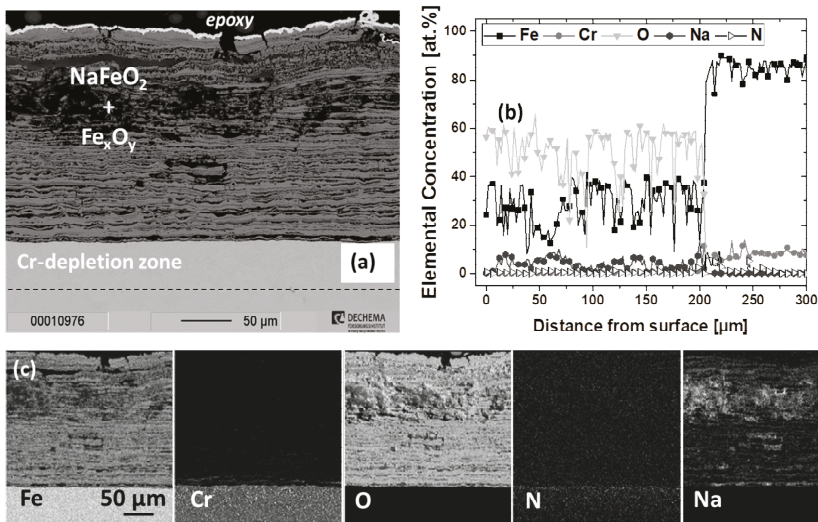 epoxy
NaFeO2
+
FexOy
Cr-depletion zone
(a)
00010976
50 µm
DECHEMA
Elemental Concentration [at.%]
Fe Cr O Na N
(b)
100
80
60
40
20
0
0 50 100 150 200 250 300
Distance from surface [µm]
(c)
Fe 50 µm
Cr
O
N
Na